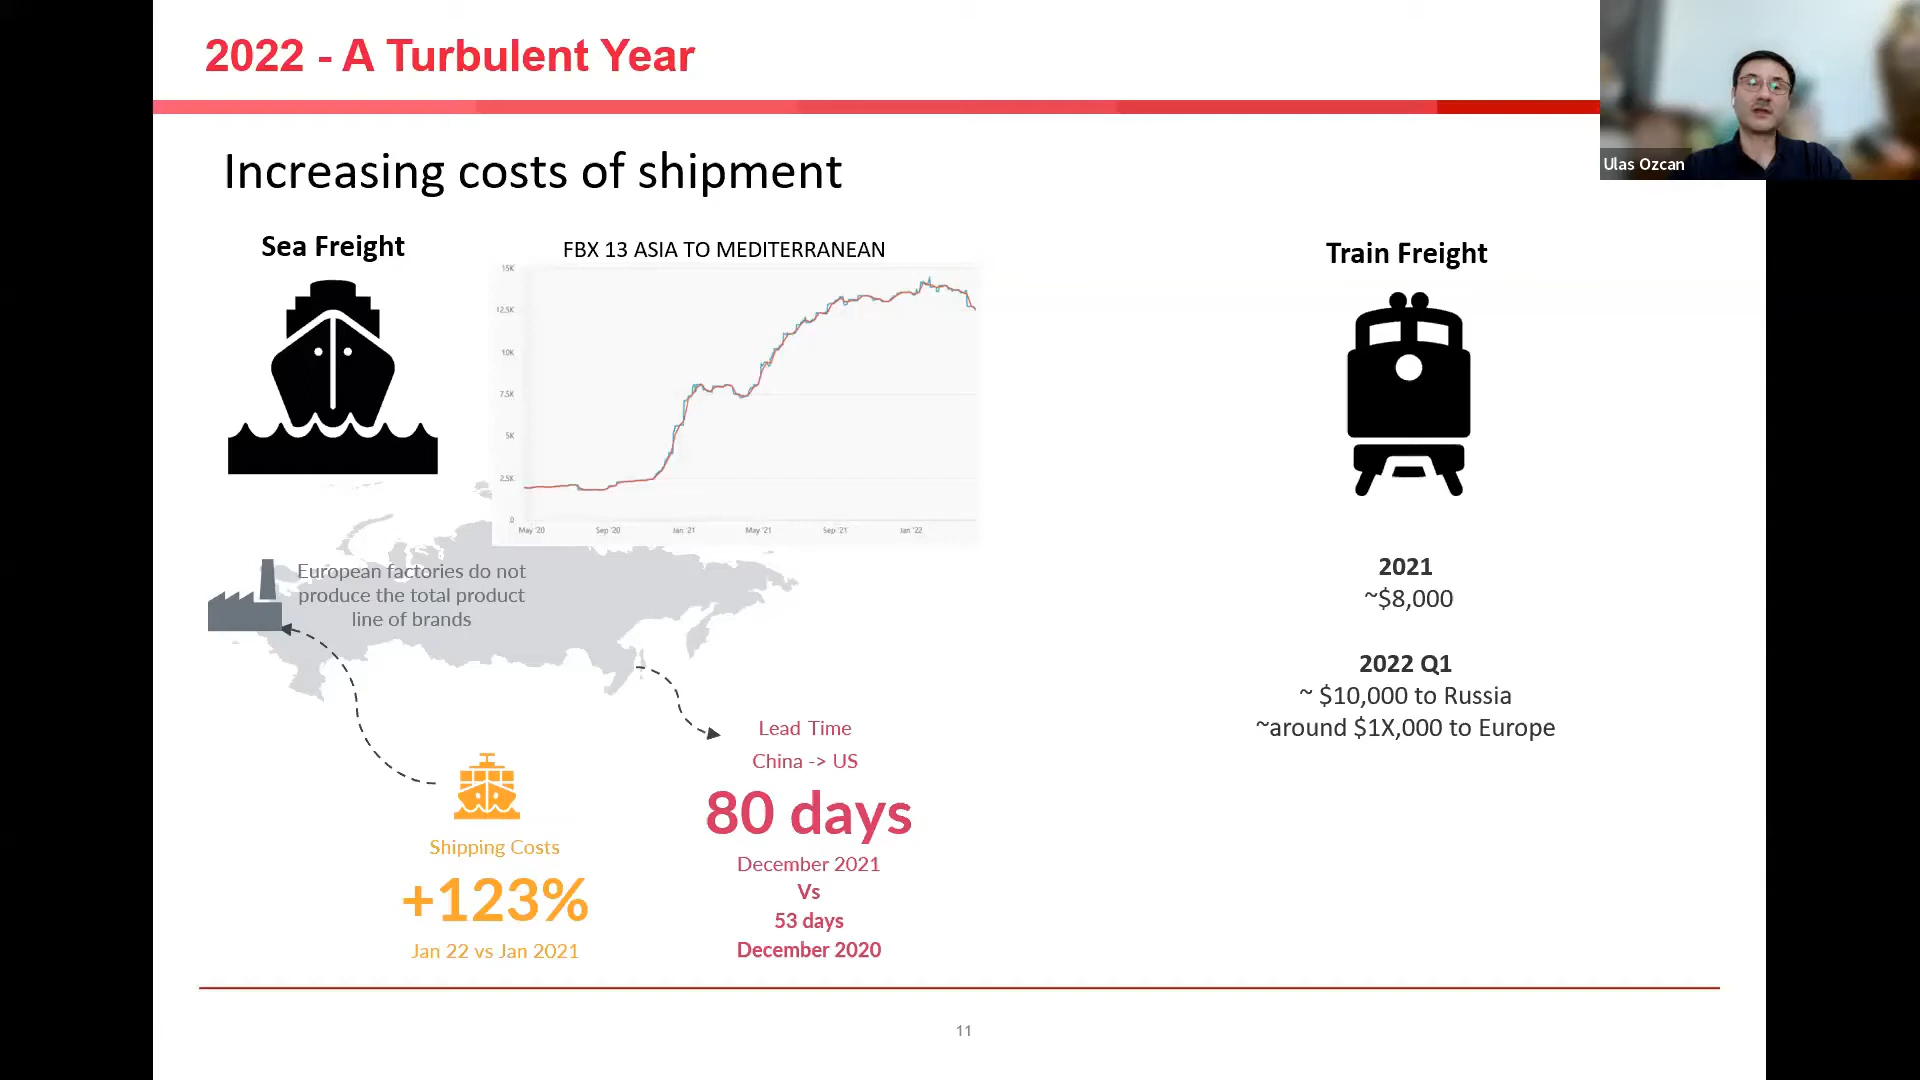 2022 - A Turbulent Year
Ulas Ozcan
Increasing costs of shipment
Sea Freight
FBX 13 ASIA TO MEDITERRANEAN
15K
12.5K
10K
7.5K
5K
2.5K
0
May '20
Sep '20
Jan '21
May '21
Sep '21
Jan '22
Train Freight
European factories do not
produce the total product
line of brands
2021
~$8,000
2022 Q1
~ $10,000 to Russia
~around $1X,000 to Europe
Shipping Costs
+123%
Jan 22 vs Jan 2021
Lead Time
China -> US
80 days
December 2021
Vs
53 days
December 2020
11